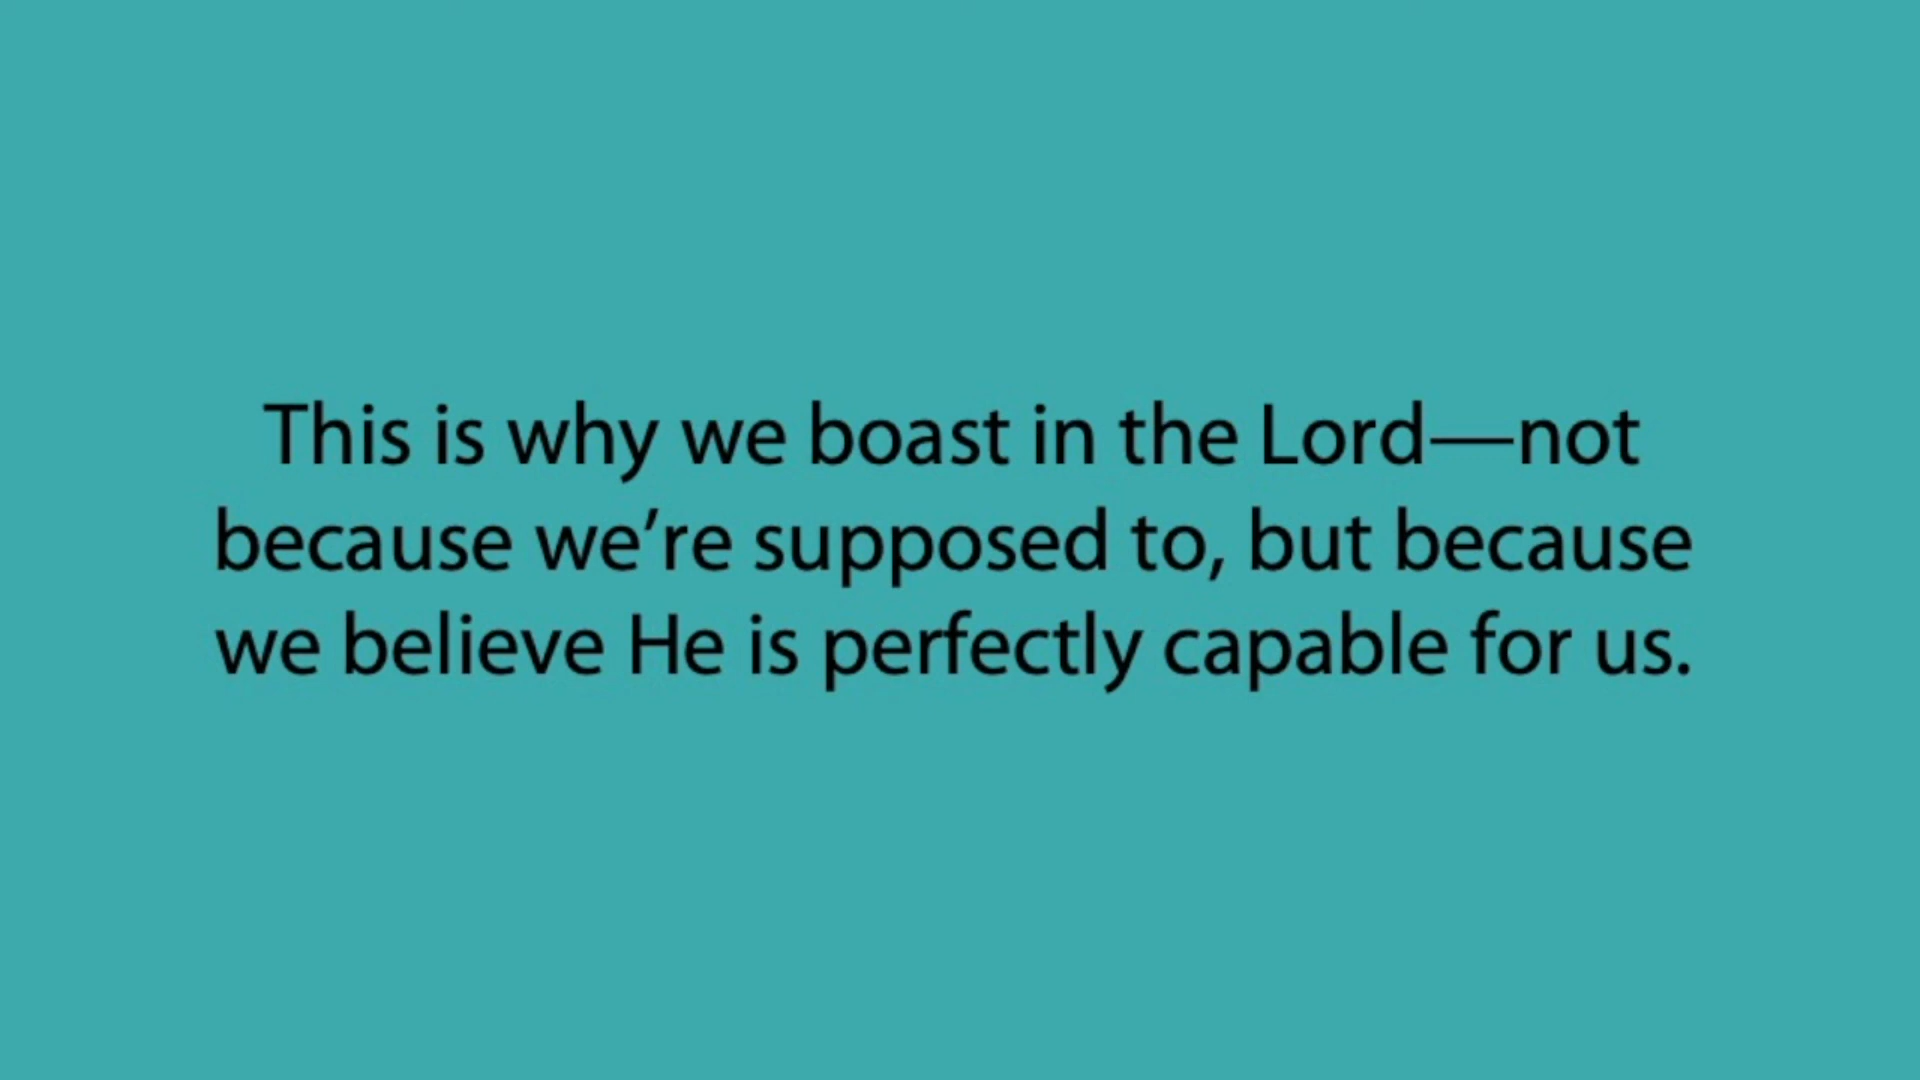 This is why we boast in the Lord—not
because we’re supposed to, but because
we believe He is perfectly capable for us.